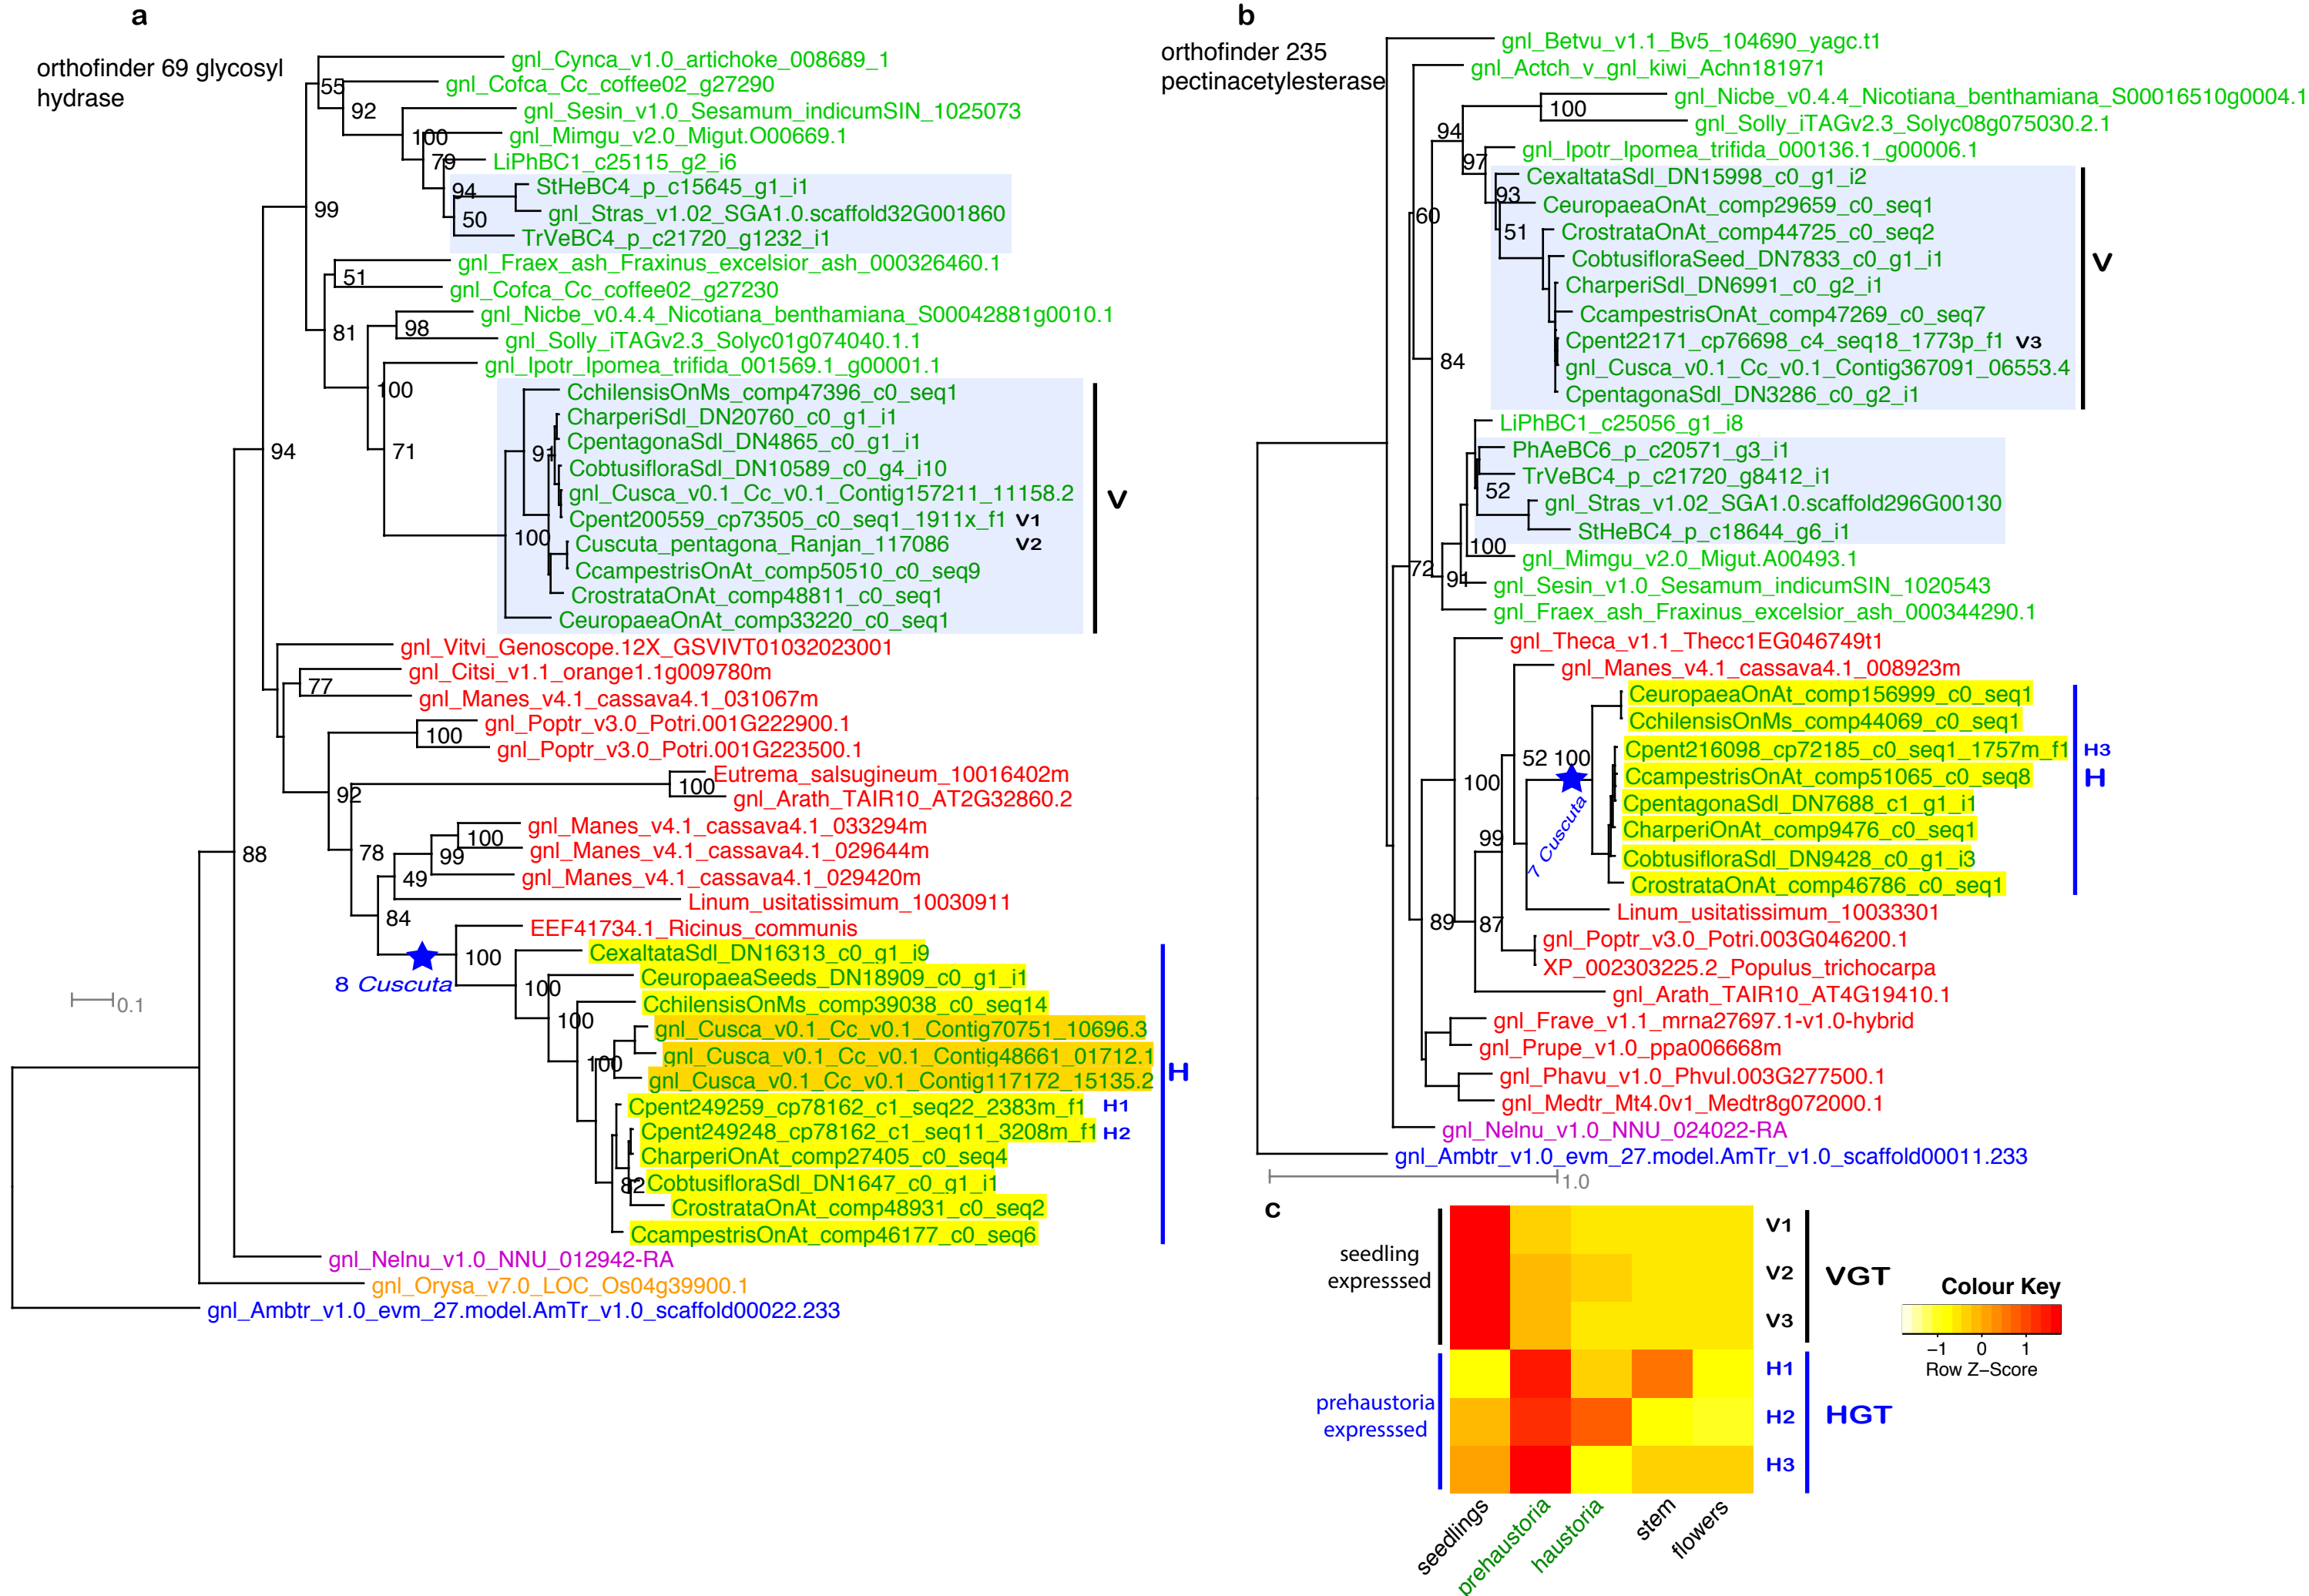 a
orthofinder 69 glycosyl
hydrase
gnl_Cynca_v1.0_artichoke_008689_1
55
gnl_Cofca_Cc_coffee02_g27290
92
gnl_Sesin_v1.0_Sesamum_indicumSIN_1025073
100
gnl_Mimgu_v2.0_Migut.O00669.1
79
LiPhBC1_c25115_g2_i6
94
StHeBC4_p_c15645_g1_i1
99
50
gnl_Stras_v1.02_SGA1.0.scaffold32G001860
TrVeBC4_p_c21720_g1232_i1
gnl_Fraex_ash_Fraxinus_excelsior_ash_000326460.1
51
gnl_Cofca_Cc_coffee02_g27230
gnl_Nicbe_v0.4.4_Nicotiana_benthamiana_S00042881g0010.1
81
98
gnl_Solly_iTAGv2.3_Solyc01g074040.1.1
gnl_Ipotr_Ipomea_trifida_001569.1_g00001.1
100
CchilensisOnMs_comp47396_c0_seq1
CharperiSdl_DN20760_c0_g1_i1
CpentagonaSdl_DN4865_c0_g1_i1
94
71
91
CobtusifloraSdl_DN10589_c0_g4_i10
gnl_Cusca_v0.1_Cc_v0.1_Contig157211_11158.2
V
Cpent200559_cp73505_c0_seq1_1911x_f1 V1
100
Cuscuta_pentagona_Ranjan_117086 V2
CcampestrisOnAt_comp50510_c0_seq9
CrostrataOnAt_comp48811_c0_seq1
CeuropaeaOnAt_comp33220_c0_seq1
gnl_Vitvi_Genoscope.12X_GSVIVT01032023001
gnl_Citsi_v1.1_orange1.1g009780m
77
gnl_Manes_v4.1_cassava4.1_031067m
gnl_Poptr_v3.0_Potri.001G222900.1
100
gnl_Poptr_v3.0_Potri.001G223500.1
Eutrema_salsugineum_10016402m
92
100
gnl_Arath_TAIR10_AT2G32860.2
gnl_Manes_v4.1_cassava4.1_033294m
100
88
78
99
gnl_Manes_v4.1_cassava4.1_029644m
49
gnl_Manes_v4.1_cassava4.1_029420m
Linum_usitatissimum_10030911
84
EEF41734.1_Ricinus_communis
100
CexaltataSdl_DN16313_c0_g1_i9
8 Cuscuta
100
CeuropaeaSeeds_DN18909_c0_g1_i1
0.1
100
CchilensisOnMs_comp39038_c0_seq14
gnl_Cusca_v0.1_Cc_v0.1_Contig70751_10696.3
100
gnl_Cusca_v0.1_Cc_v0.1_Contig48661_01712.1
H
gnl_Cusca_v0.1_Cc_v0.1_Contig117172_15135.2
Cpent249259_cp78162_c1_seq22_2383m_f1 H1
Cpent249248_cp78162_c1_seq11_3208m_f1 H2
CharperiOnAt_comp27405_c0_seq4
82
CobtusifloraSdl_DN1647_c0_g1_i1
CrostrataOnAt_comp48931_c0_seq2
CcampestrisOnAt_comp46177_c0_seq6
gnl_Nelnu_v1.0_NNU_012942-RA
gnl_Orysa_v7.0_LOC_Os04g39900.1
gnl_Ambtr_v1.0_evm_27.model.AmTr_v1.0_scaffold00022.233
b
orthofinder 235
pectinacetylesterase
gnl_Betvu_v1.1_Bv5_104690_yagc.t1
gnl_Actch_v_gnl_kiwi_Achn181971
gnl_Nicbe_v0.4.4_Nicotiana_benthamiana_S00016510g0004.1
100
94
gnl_Solly_iTAGv2.3_Solyc08g075030.2.1
97
gnl_Ipotr_Ipomea_trifida_000136.1_g00006.1
CexaltataSdl_DN15998_c0_g1_i2
93
60
CeuropaeaOnAt_comp29659_c0_seq1
51
CrostrataOnAt_comp44725_c0_seq2
CobtusifloraSeed_DN7833_c0_g1_i1
V
CharperiSdl_DN6991_c0_g2_i1
CcampestrisOnAt_comp47269_c0_seq7
Cpent22171_cp76698_c4_seq18_1773p_f1 V3
84
gnl_Cusca_v0.1_Cc_v0.1_Contig367091_06553.4
CpentagonaSdl_DN3286_c0_g2_i1
LiPhBC1_c25056_g1_i8
PhAeBC6_p_c20571_g3_i1
TrVeBC4_p_c21720_g8412_i1
52
gnl_Stras_v1.02_SGA1.0.scaffold296G00130
StHeBC4_p_c18644_g6_i1
100
gnl_Mimgu_v2.0_Migut.A00493.1
72
91
gnl_Sesin_v1.0_Sesamum_indicumSIN_1020543
gnl_Fraex_ash_Fraxinus_excelsior_ash_000344290.1
gnl_Theca_v1.1_Thecc1EG046749t1
gnl_Manes_v4.1_cassava4.1_008923m
CeuropaeaOnAt_comp156999_c0_seq1
CchilensisOnMs_comp44069_c0_seq1
52 100
Cpent216098_cp72185_c0_seq1_1757m_f1 H3
100
CcampestrisOnAt_comp51065_c0_seq8 H
CpentagonaSdl_DN7688_c1_g1_i1
7 Cuscuta
99
CharperiOnAt_comp9476_c0_seq1
CobtusifloraSdl_DN9428_c0_g1_i3
CrostrataOnAt_comp46786_c0_seq1
89
87
Linum_usitatissimum_10033301
gnl_Poptr_v3.0_Potri.003G046200.1
XP_002303225.2_Populus_trichocarpa
gnl_Arath_TAIR10_AT4G19410.1
gnl_Frave_v1.1_mrna27697.1-v1.0-hybrid
gnl_Prupe_v1.0_ppa006668m
gnl_Phavu_v1.0_Phvul.003G277500.1
gnl_Medtr_Mt4.0v1_Medtr8g072000.1
gnl_Nelnu_v1.0_NNU_024022-RA
gnl_Ambtr_v1.0_evm_27.model.AmTr_v1.0_scaffold00011.233
1.0
c
seedling
expresssed
V1
V2
V3
VGT
prehaustoria
expresssed
H1
H2
H3
HGT
seedlings
prehaustoria
haustoria
stem
flowers
Colour Key
−1 0 1
Row Z−Score